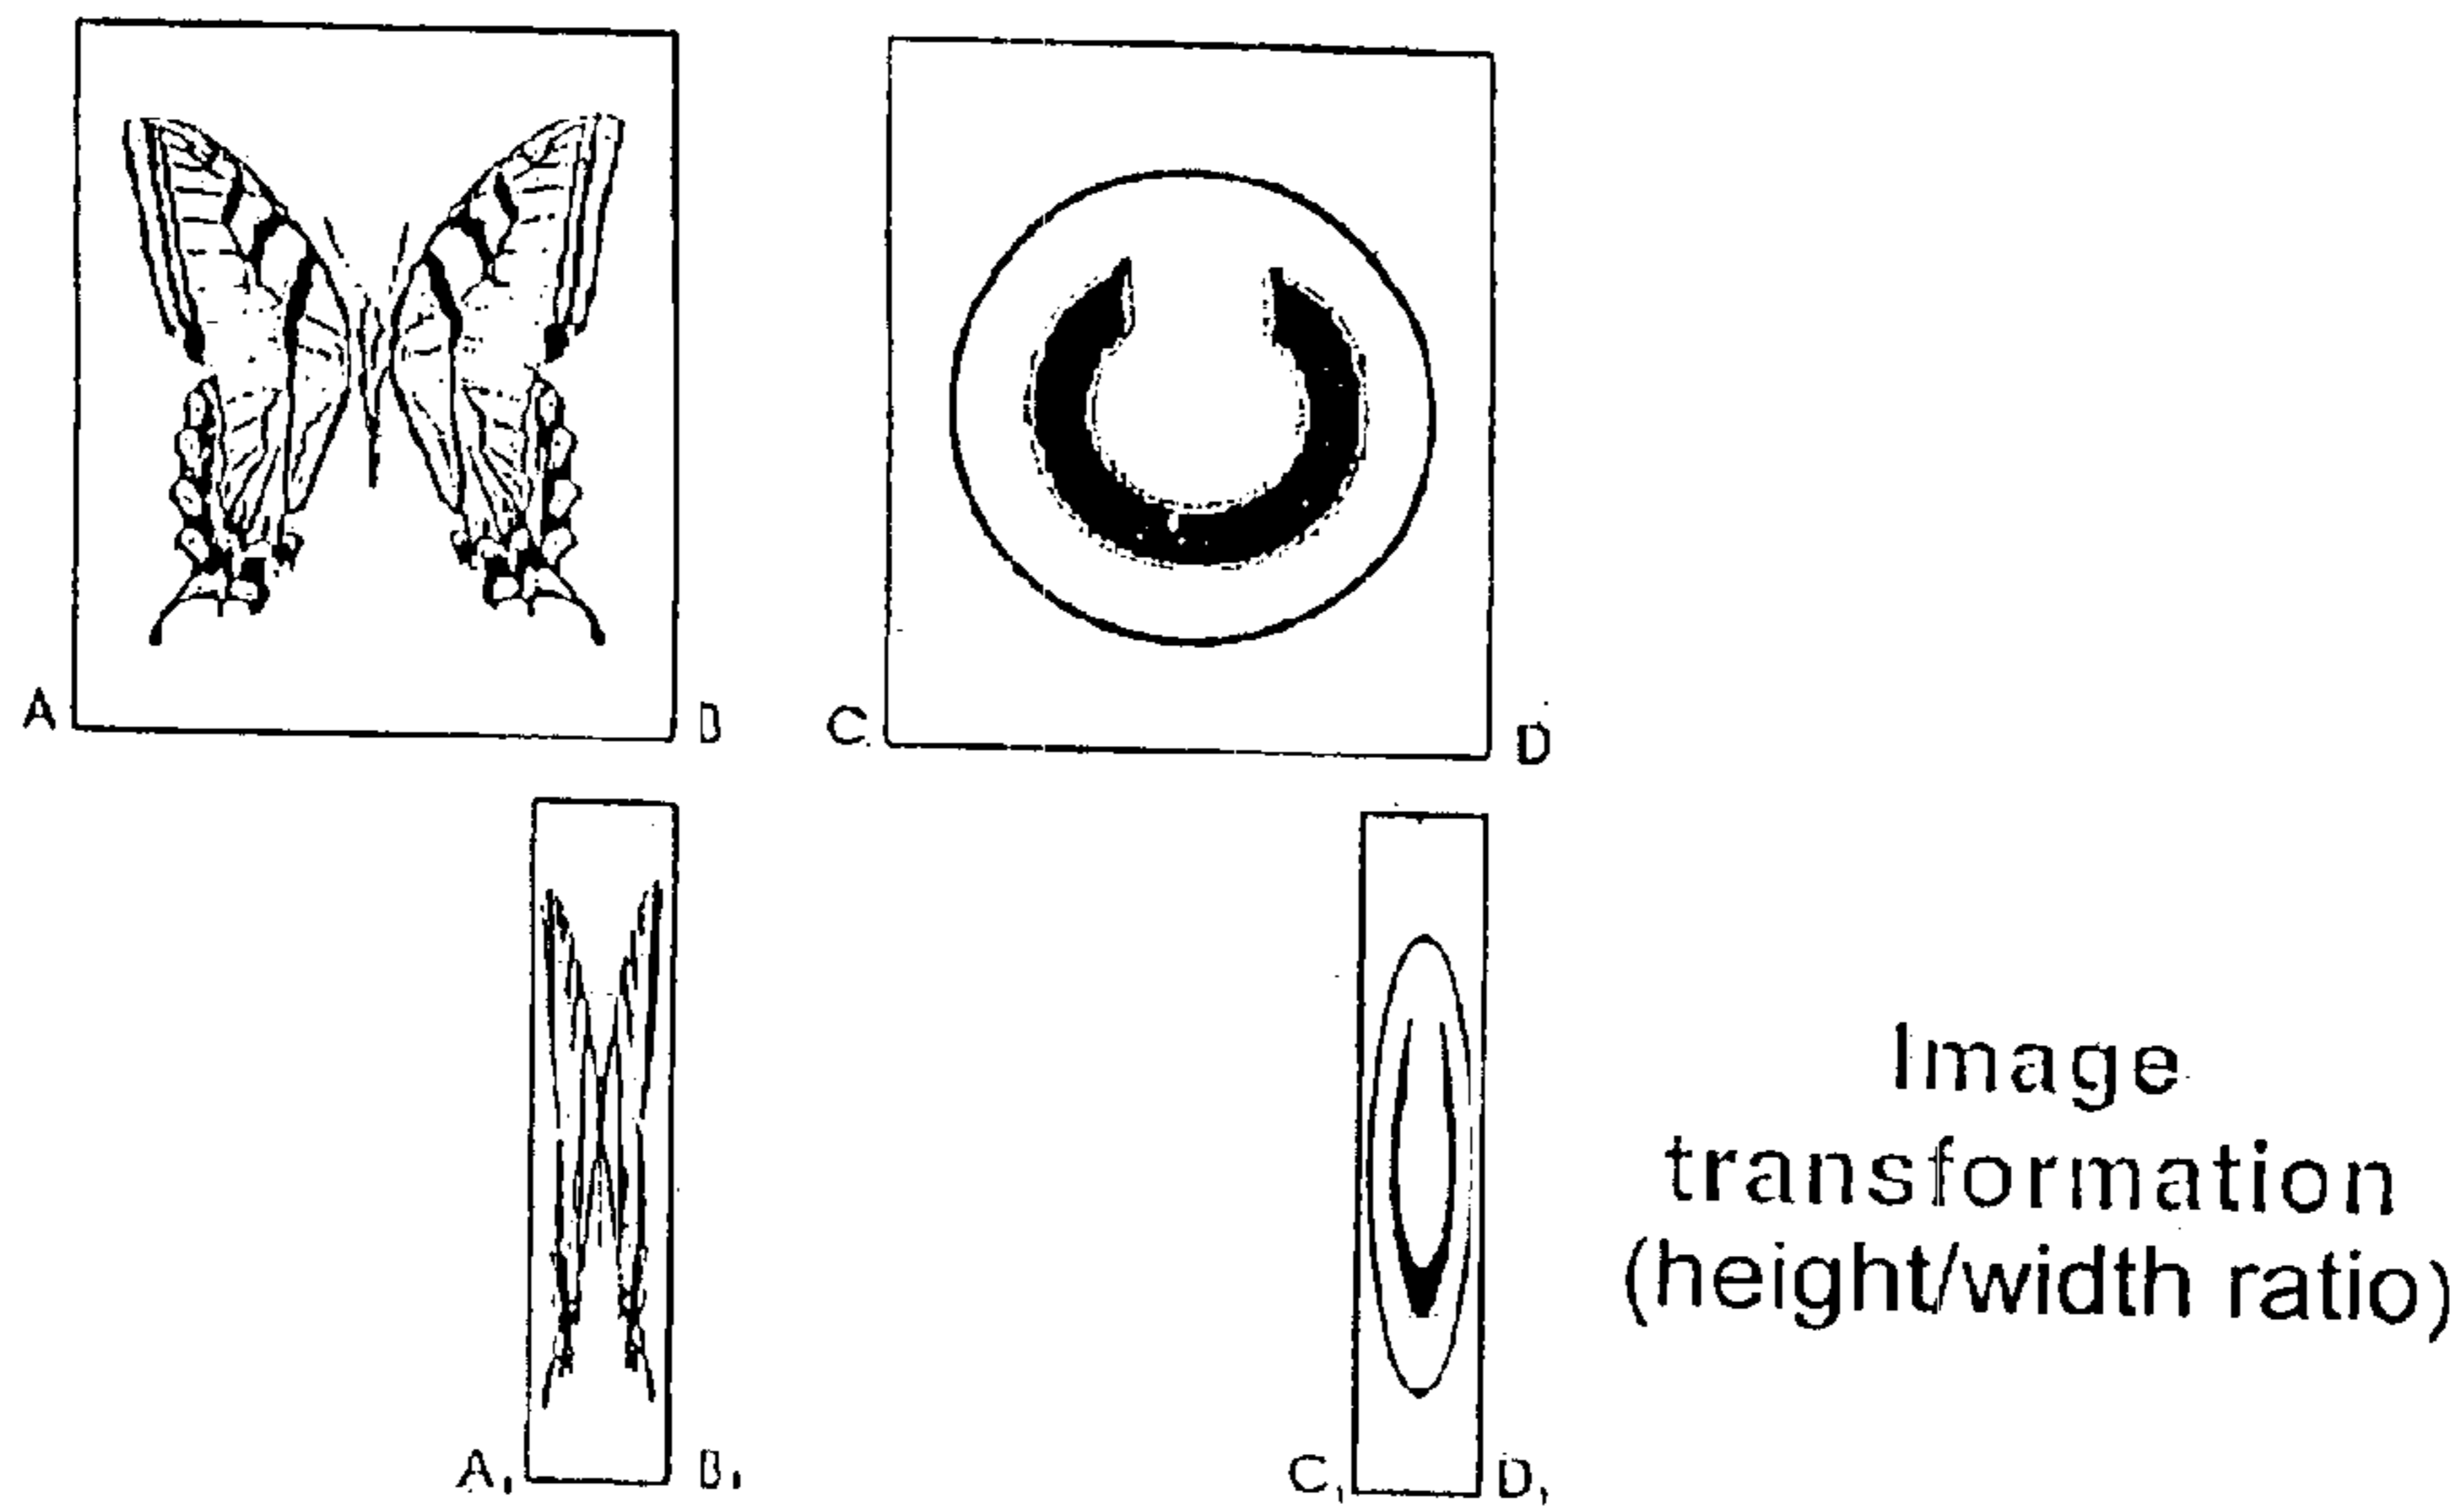 A B C D
A₁ B₁ C₁ D₁
Image
transformation
(height/width ratio)